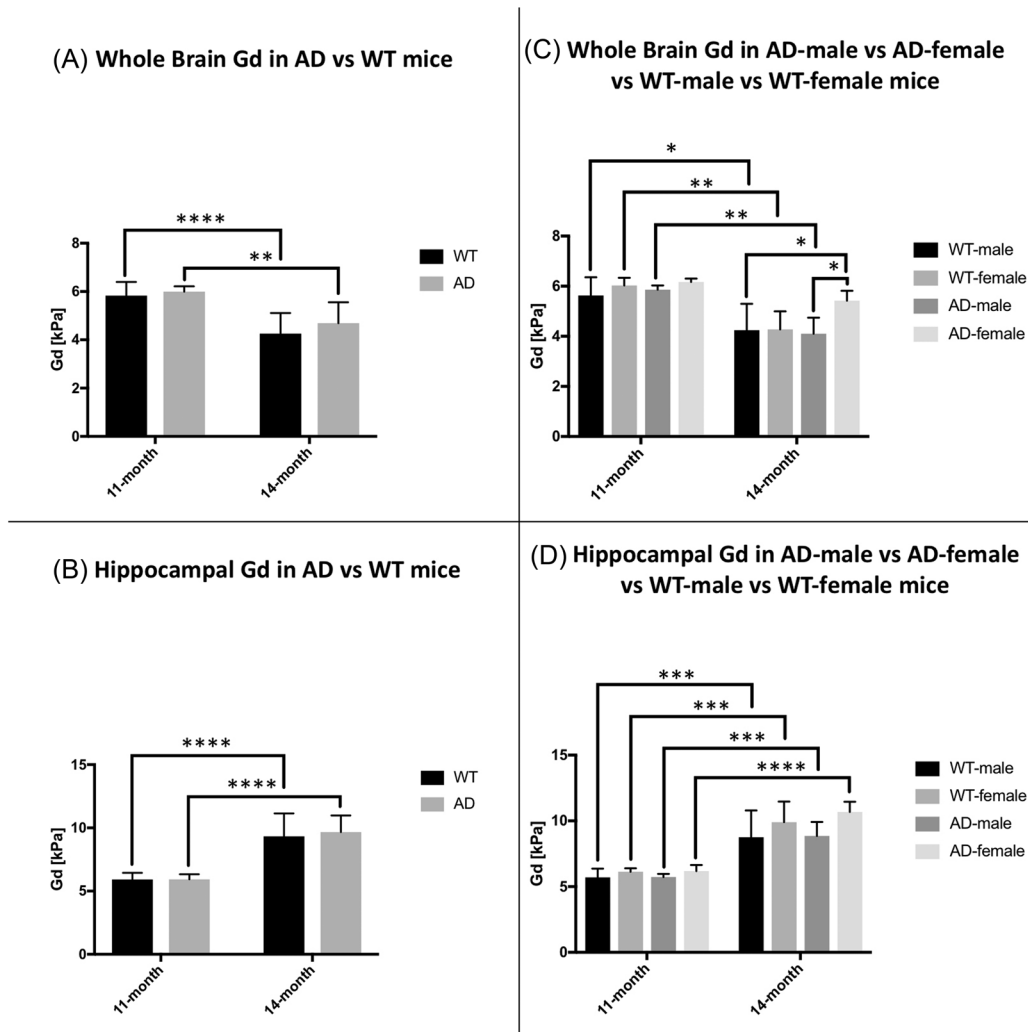 (A) Whole Brain Gd in AD vs WT mice
****
**
8
6
4
2
0
Gd [kPa]
11-month
14-month
WT
AD
(B) Hippocampal Gd in AD vs WT mice
****
****
15
10
5
0
Gd [kPa]
11-month
14-month
WT
AD
(C) Whole Brain Gd in AD-male vs AD-female
vs WT-male vs WT-female mice
*
**
**
*
*
8
6
4
2
0
Gd [kPa]
11-month
14-month
WT-male
WT-female
AD-male
AD-female
(D) Hippocampal Gd in AD-male vs AD-female
vs WT-male vs WT-female mice
***
***
***
****
15
10
5
0
Gd [kPa]
11-month
14-month
WT-male
WT-female
AD-male
AD-female